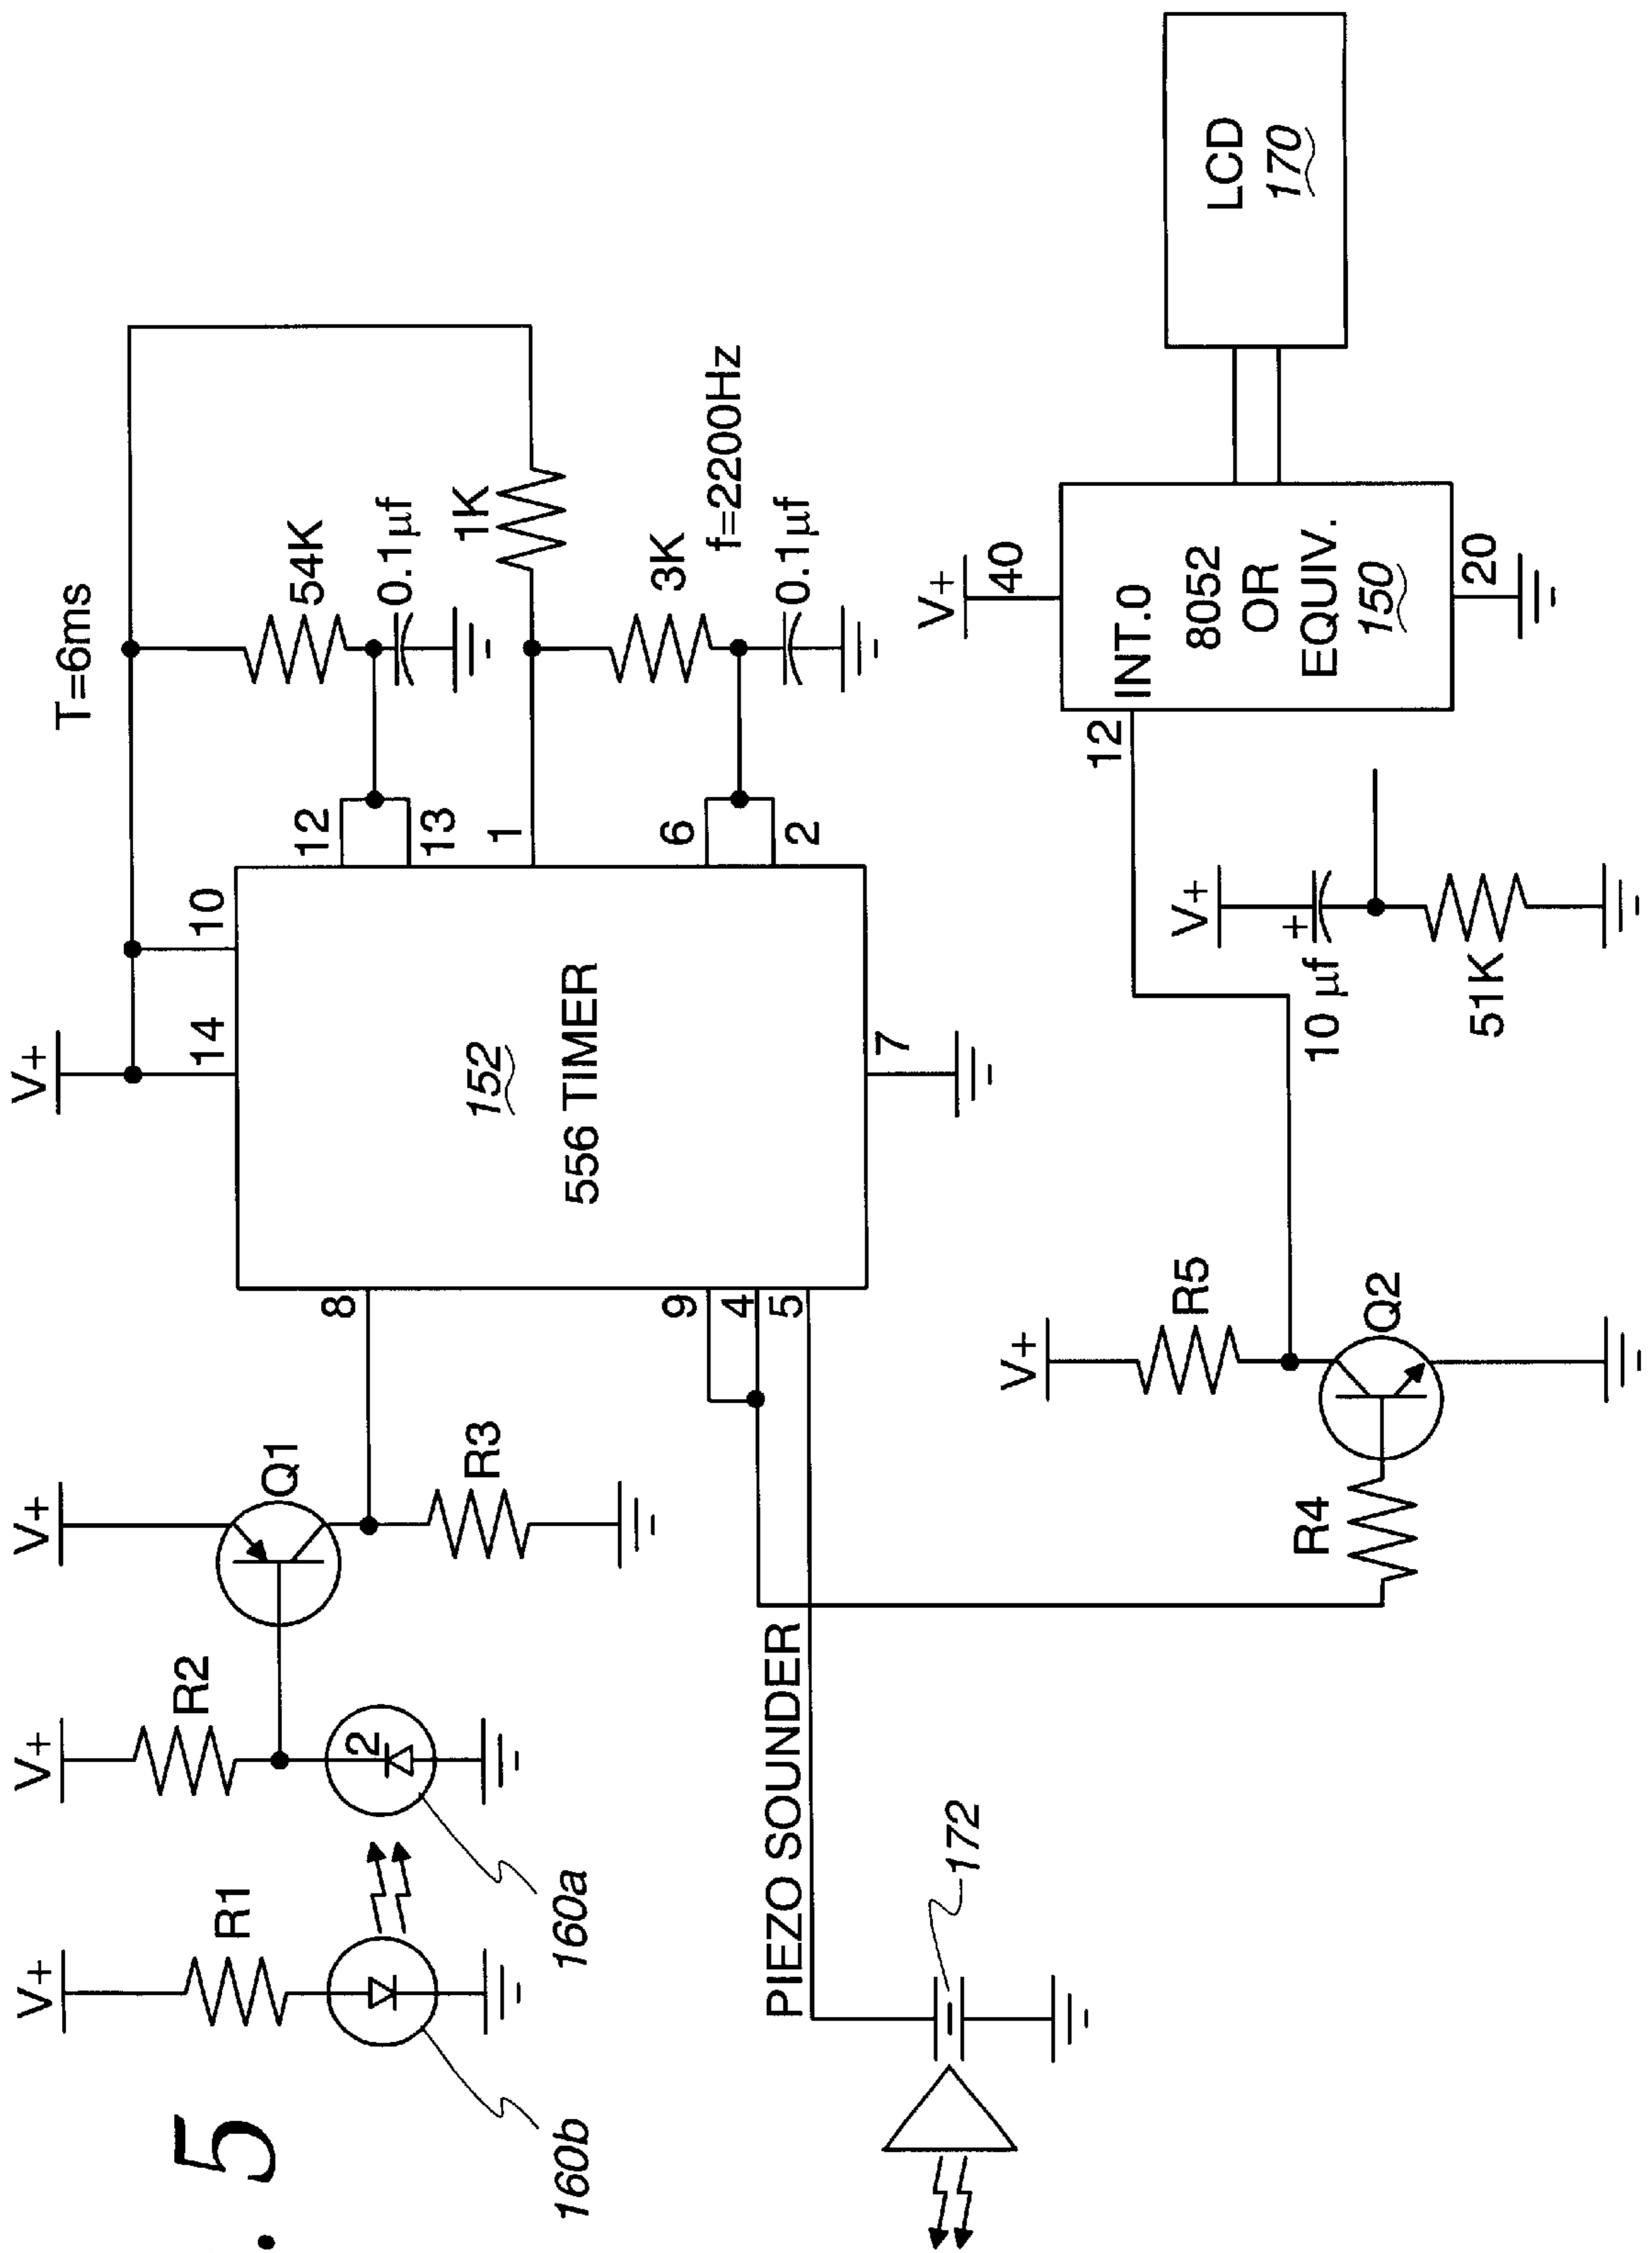 . 5
V+
R1
160b
V+
R2
2
160a
V+
Q1
R3
8
V+
14
10
T=6ms
152
556 TIMER
12
13
54K
0.1µf
1
1K
6
2
3K
f=2200Hz
0.1µf
9
4
5
7
PIEZO SOUNDER
172
R4
V+
R5
Q2
V+
+
10 µf
51K
12
V+
40
INT.0
8052
OR
EQUIV.
150
20
LCD
170